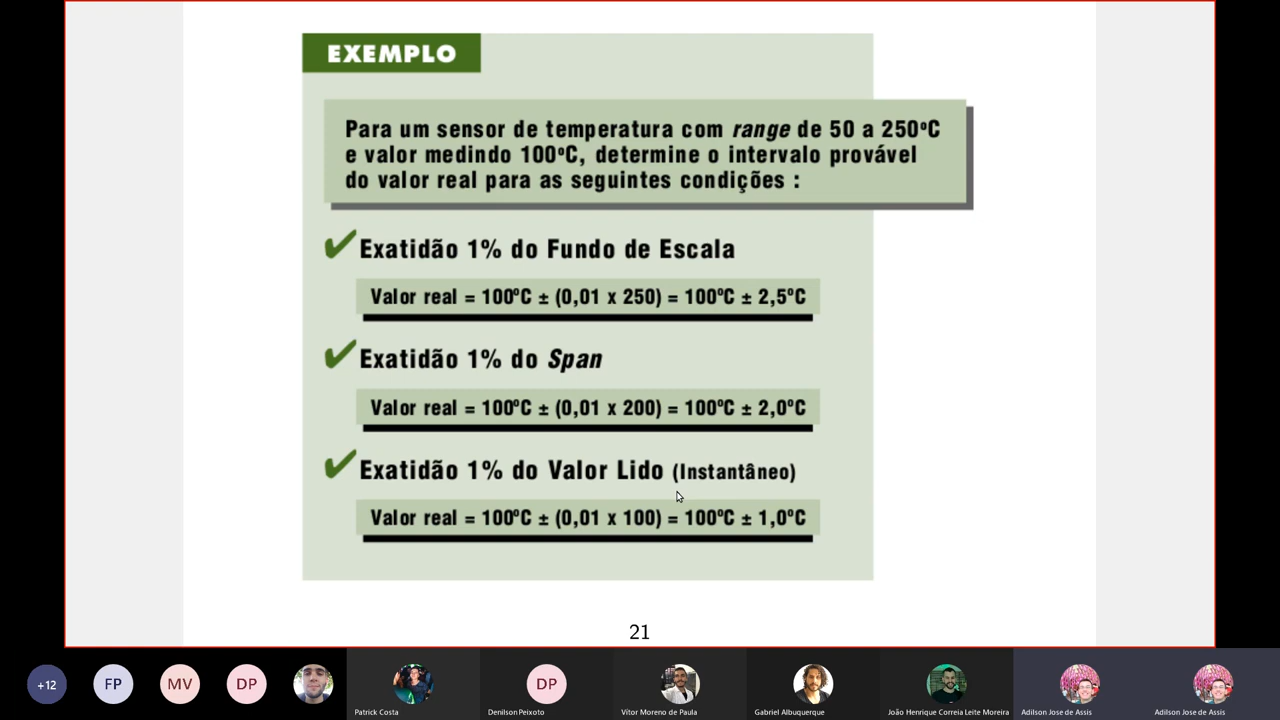 EXEMPLO
Para um sensor de temperatura com range de 50 a 250ºC
e valor medindo 100ºC, determine o intervalo provável
do valor real para as seguintes condições :
Exatidão 1% do Fundo de Escala
Valor real = 100ºC ± (0,01 x 250) = 100ºC ± 2,5ºC
Exatidão 1% do Span
Valor real = 100ºC ± (0,01 x 200) = 100ºC ± 2,0ºC
Exatidão 1% do Valor Lido (Instantâneo)
Valor real = 100ºC ± (0,01 x 100) = 100ºC ± 1,0ºC
21
+12
FP
MV
DP
DP
Patrick Costa
Denilson Peixoto
Vítor Moreno de Paula
Gabriel Albuquerque
João Henrique Correia Leite Moreira
Adilson Jose de Assis
Adilson Jose de Assis